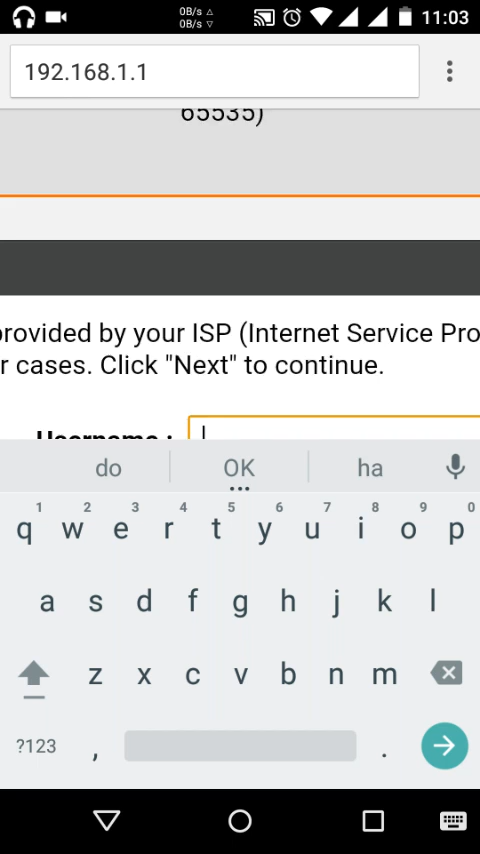 0B/s
0B/s
11:03
192.168.1.1
65535)
provided by your ISP (Internet Service Pro
r cases. Click "Next" to continue.
Username :
do OK ha
1 2 3 4 5 6 7 8 9 0
q w e r t y u i o p
a s d f g h j k l
z x c v b n m
?123 , .